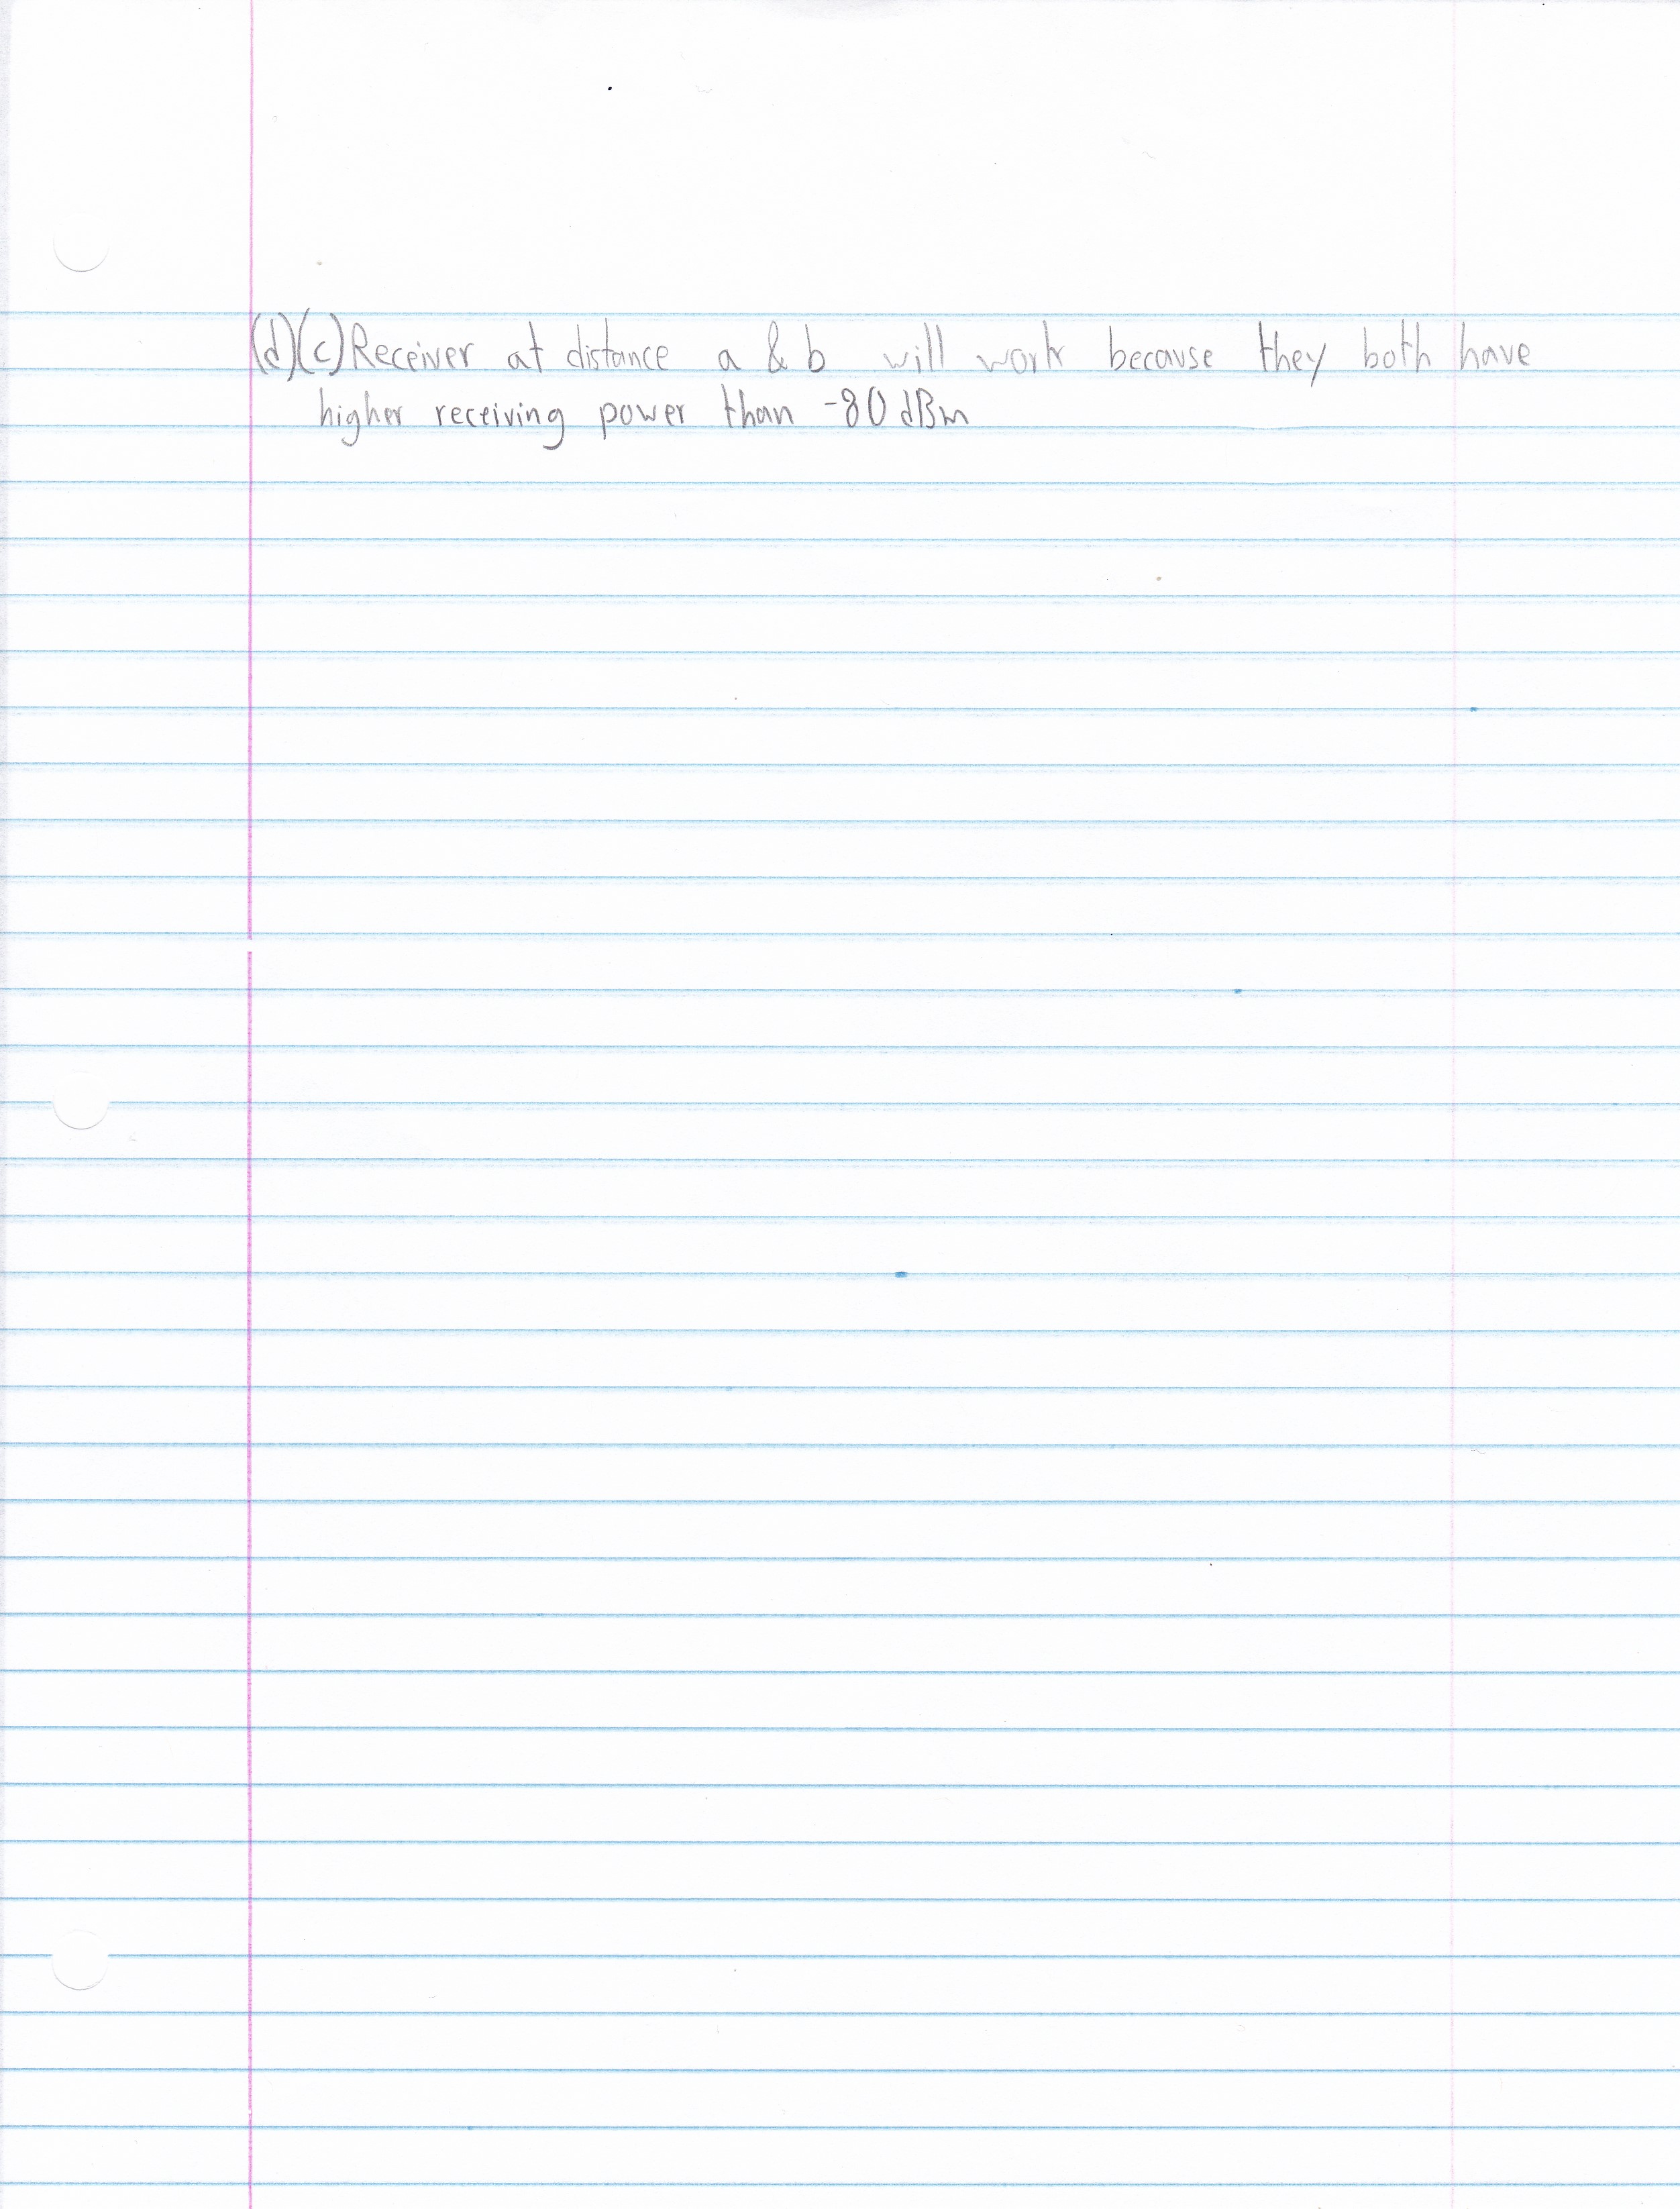 (d)(c) Receiver at distance a & b will work because they both have
higher receiving power than -80 dBm